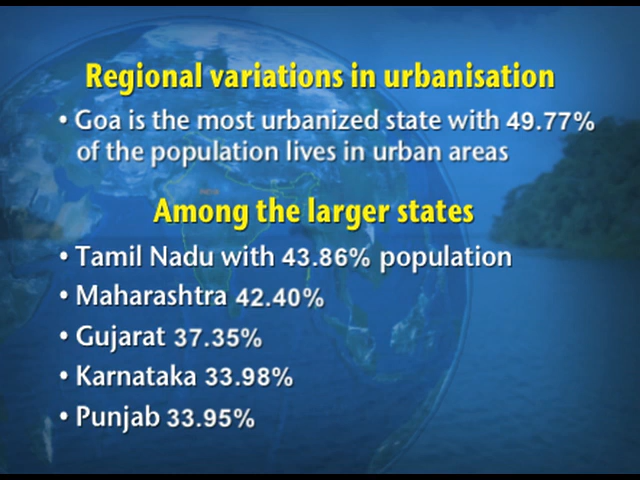 Regional variations in urbanisation
• Goa is the most urbanized state with 49.77%
of the population lives in urban areas
Among the larger states
• Tamil Nadu with 43.86% population
• Maharashtra 42.40%
• Gujarat 37.35%
• Karnataka 33.98%
• Punjab 33.95%